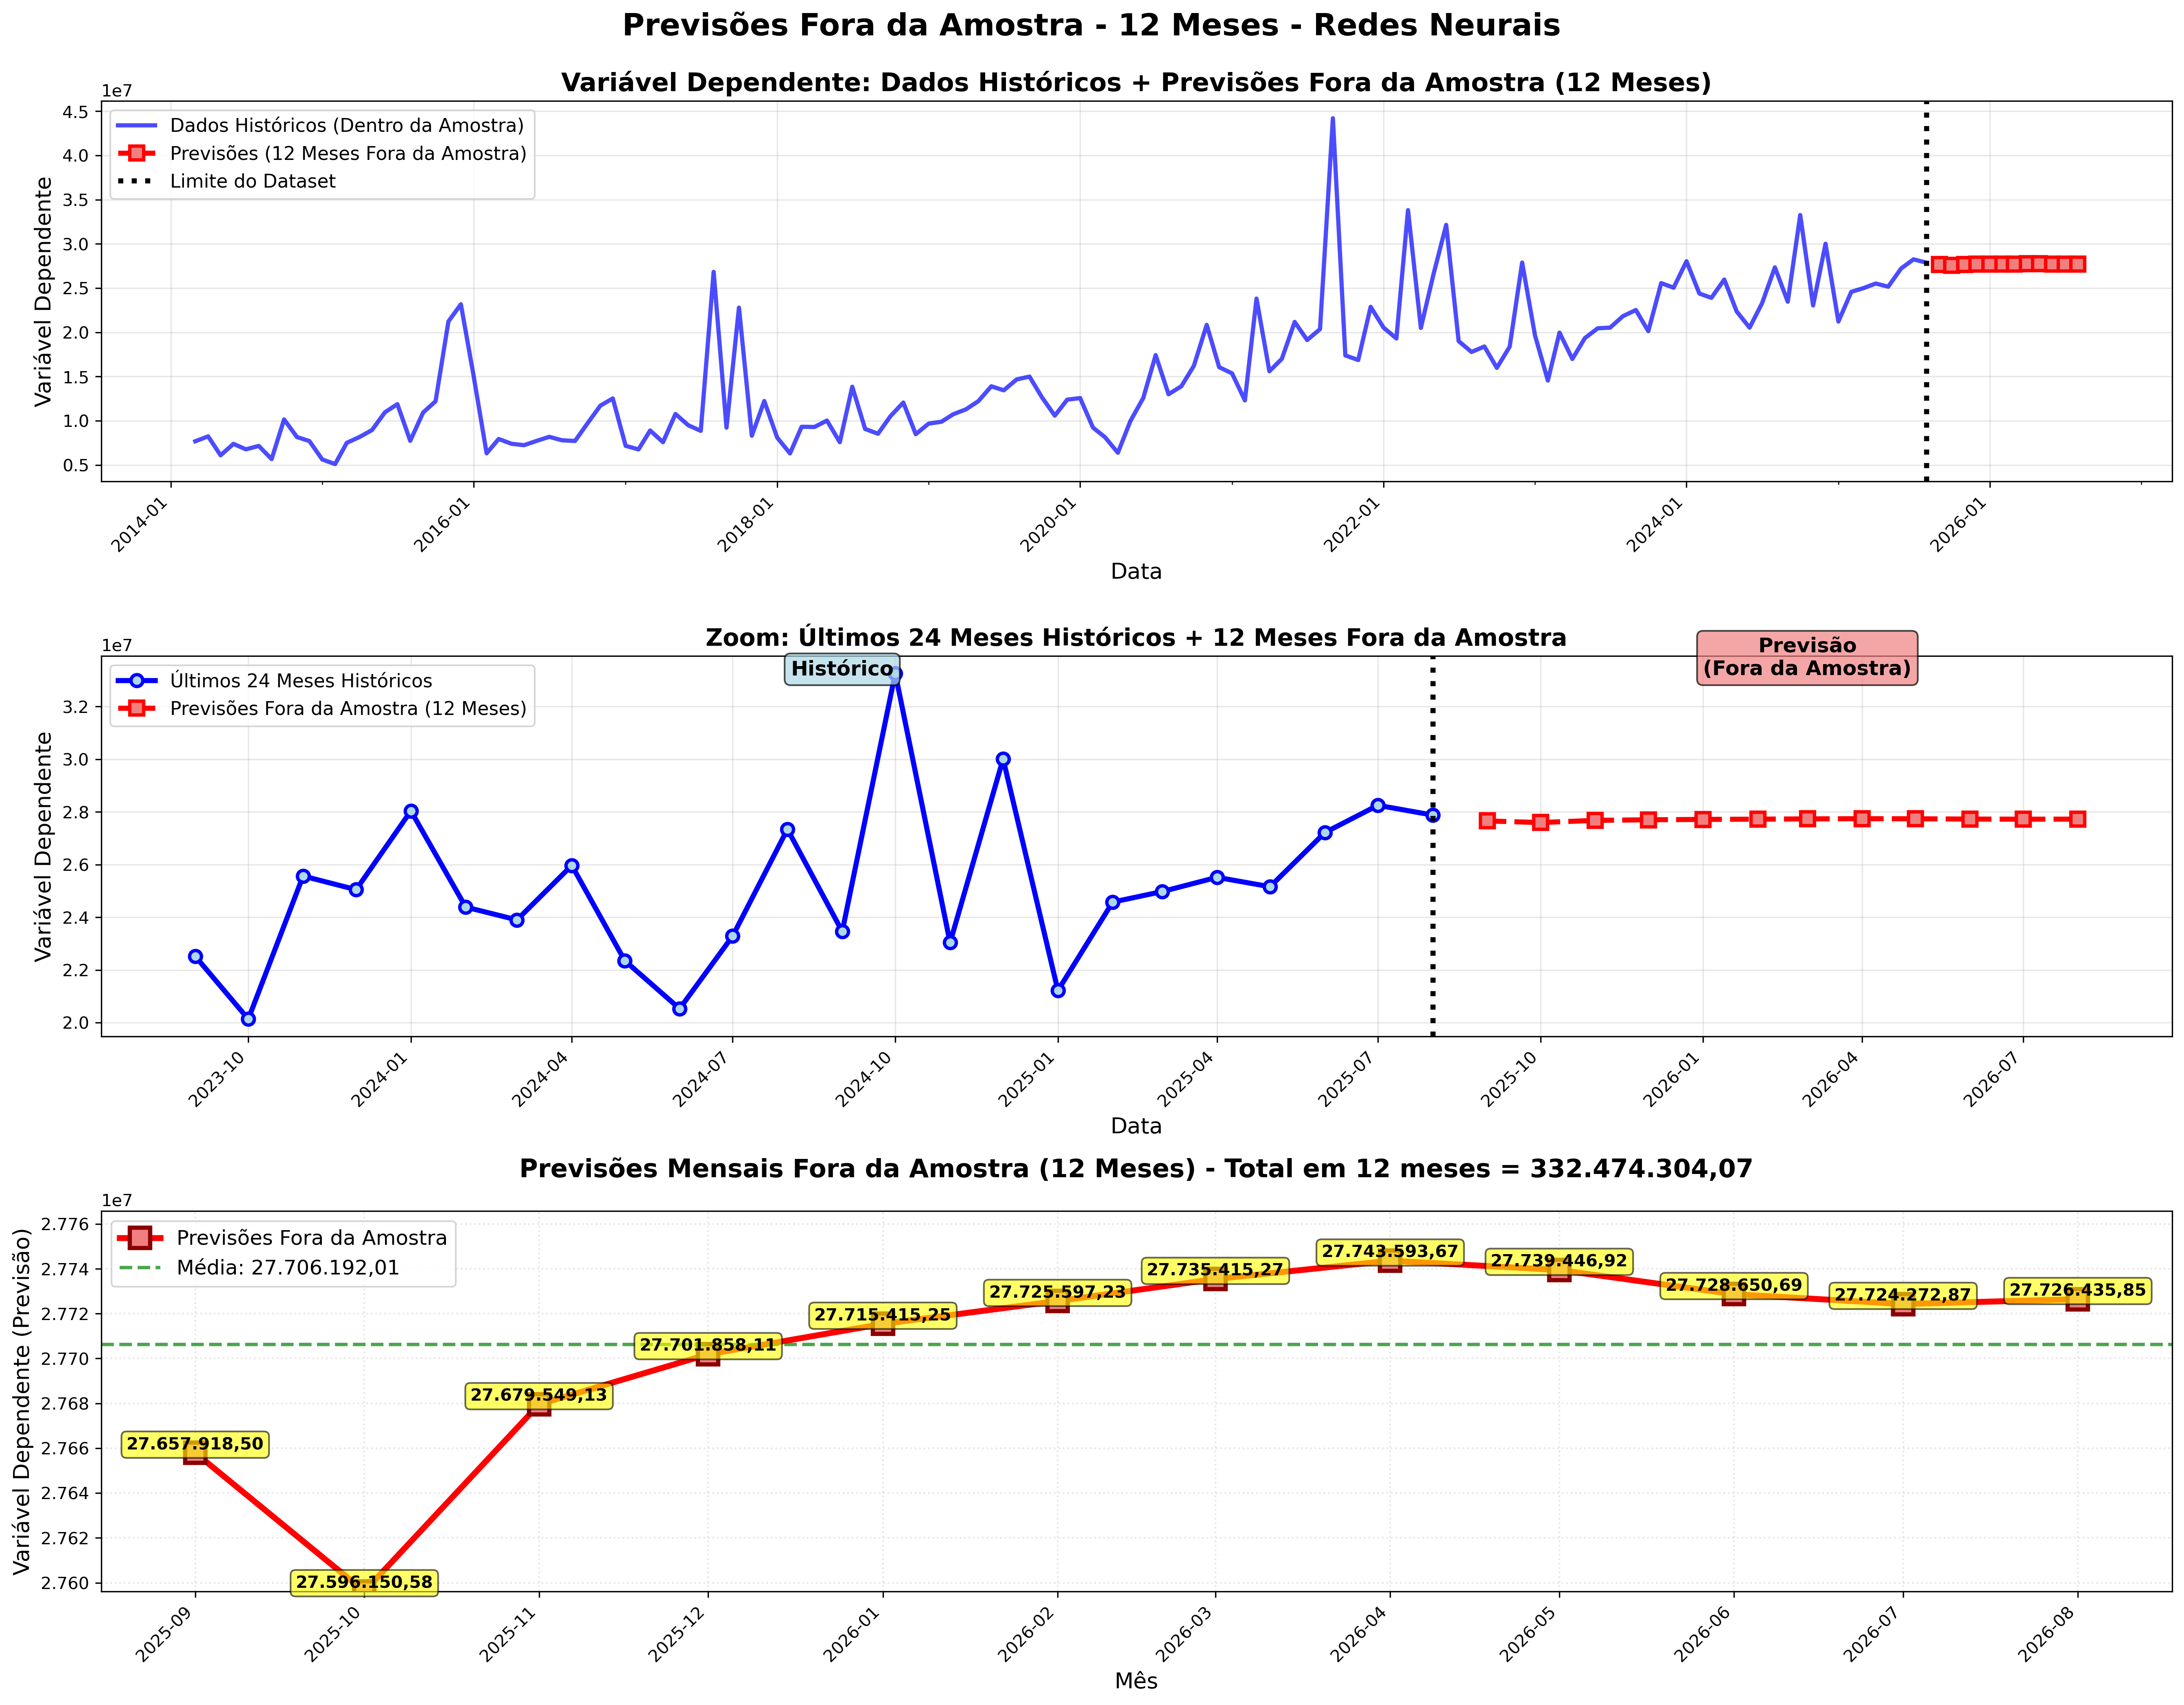 Previsões Fora da Amostra - 12 Meses - Redes Neurais
Variável Dependente: Dados Históricos + Previsões Fora da Amostra (12 Meses)
1e7
Dados Históricos (Dentro da Amostra)
Previsões (12 Meses Fora da Amostra)
Limite do Dataset
Variável Dependente
4.5
4.0
3.5
3.0
2.5
2.0
1.5
1.0
0.5
2014-01
2016-01
2018-01
2020-01
2022-01
2024-01
2026-01
Data
Zoom: Últimos 24 Meses Históricos + 12 Meses Fora da Amostra
1e7
Últimos 24 Meses Históricos
Previsões Fora da Amostra (12 Meses)
Histórico
Previsão
(Fora da Amostra)
Variável Dependente
3.2
3.0
2.8
2.6
2.4
2.2
2.0
2023-10
2024-01
2024-04
2024-07
2024-10
2025-01
2025-04
2025-07
2025-10
2026-01
2026-04
2026-07
Data
Previsões Mensais Fora da Amostra (12 Meses) - Total em 12 meses = 332.474.304,07
1e7
Previsões Fora da Amostra
Média: 27.706.192,01
Variável Dependente (Previsão)
2.776
2.774
2.772
2.770
2.768
2.766
2.764
2.762
2.760
27.657.918,50
27.596.150,58
27.679.549,13
27.701.858,11
27.715.415,25
27.725.597,23
27.735.415,27
27.743.593,67
27.739.446,92
27.728.650,69
27.724.272,87
27.726.435,85
2025-09
2025-10
2025-11
2025-12
2026-01
2026-02
2026-03
2026-04
2026-05
2026-06
2026-07
2026-08
Mês